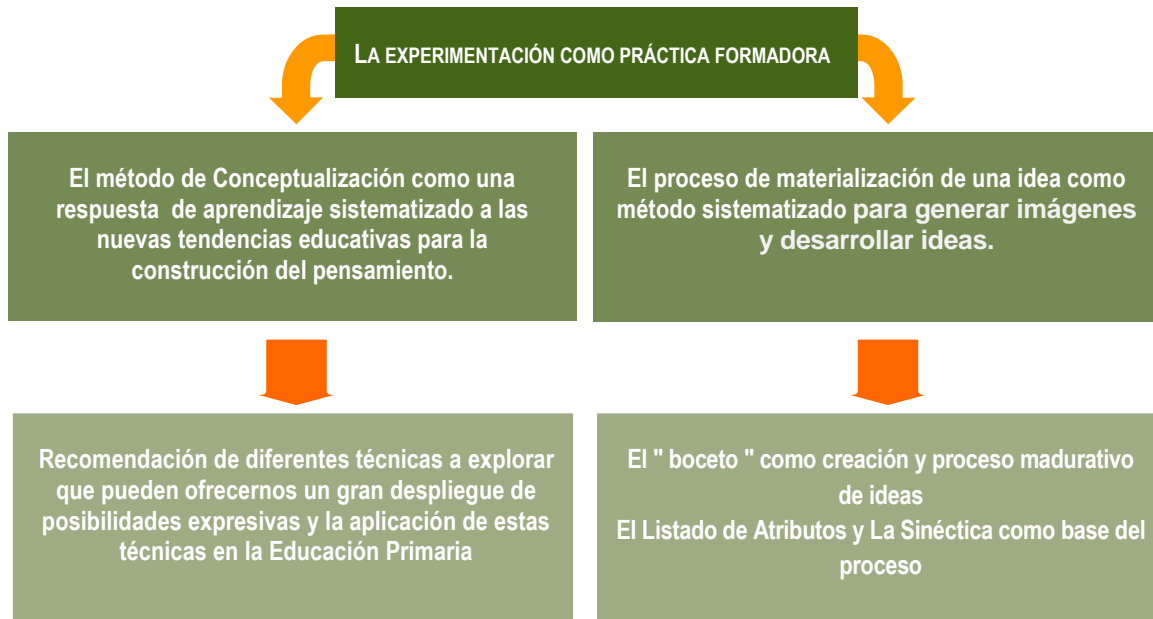 LA EXPERIMENTACIÓN COMO PRÁCTICA FORMADORA
El método de Conceptualización como una
respuesta de aprendizaje sistematizado a las
nuevas tendencias educativas para la
construcción del pensamiento.
El proceso de materialización de una idea como
método sistematizado para generar imágenes
y desarrollar ideas.
Recomendación de diferentes técnicas a explorar
que pueden ofrecernos un gran despliegue de
posibilidades expresivas y la aplicación de estas
técnicas en la Educación Primaria
El " boceto " como creación y proceso madurativo
de ideas
El Listado de Atributos y La Sinéctica como base del
proceso